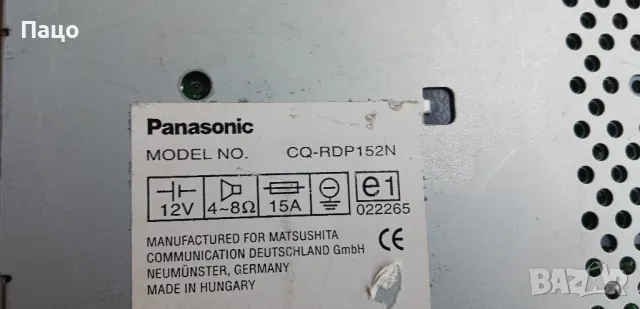 Пацо
Panasonic
MODEL NO. CQ-RDP152N
12V 4~8Ω 15A e1
022265
MANUFACTURED FOR MATSUSHITA
COMMUNICATION DEUTSCHLAND GmbH
NEUMÜNSTER, GERMANY
MADE IN HUNGARY
CE
bazar